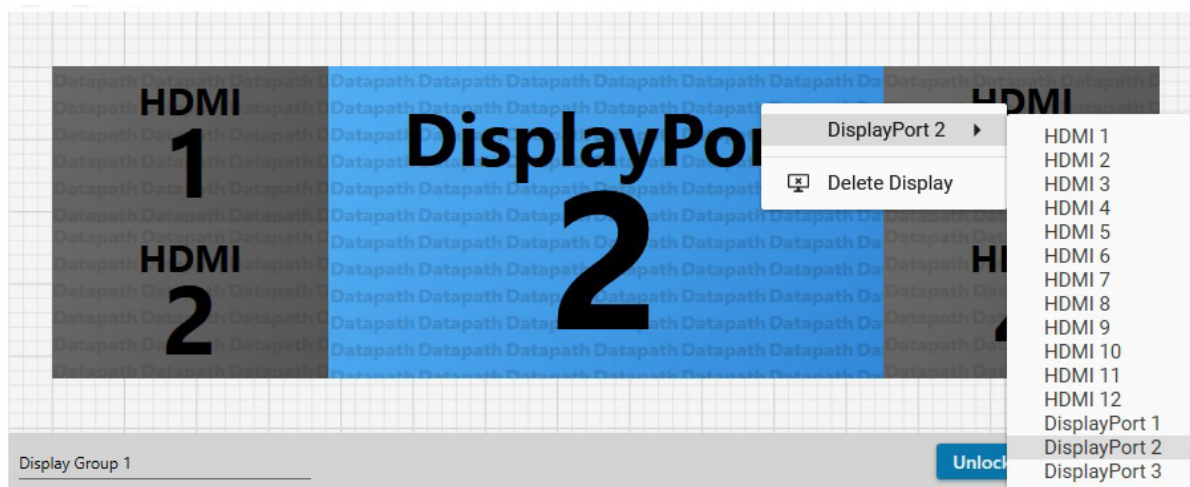 HDMI
1
HDMI
2
DisplayPor
2
HDMI
DisplayPort 2
Delete Display
HDMI 1
HDMI 2
HDMI 3
HDMI 4
HDMI 5
HDMI 6
HDMI 7
HDMI 8
HDMI 9
HDMI 10
HDMI 11
HDMI 12
DisplayPort 1
DisplayPort 2
DisplayPort 3
Display Group 1
Unlock